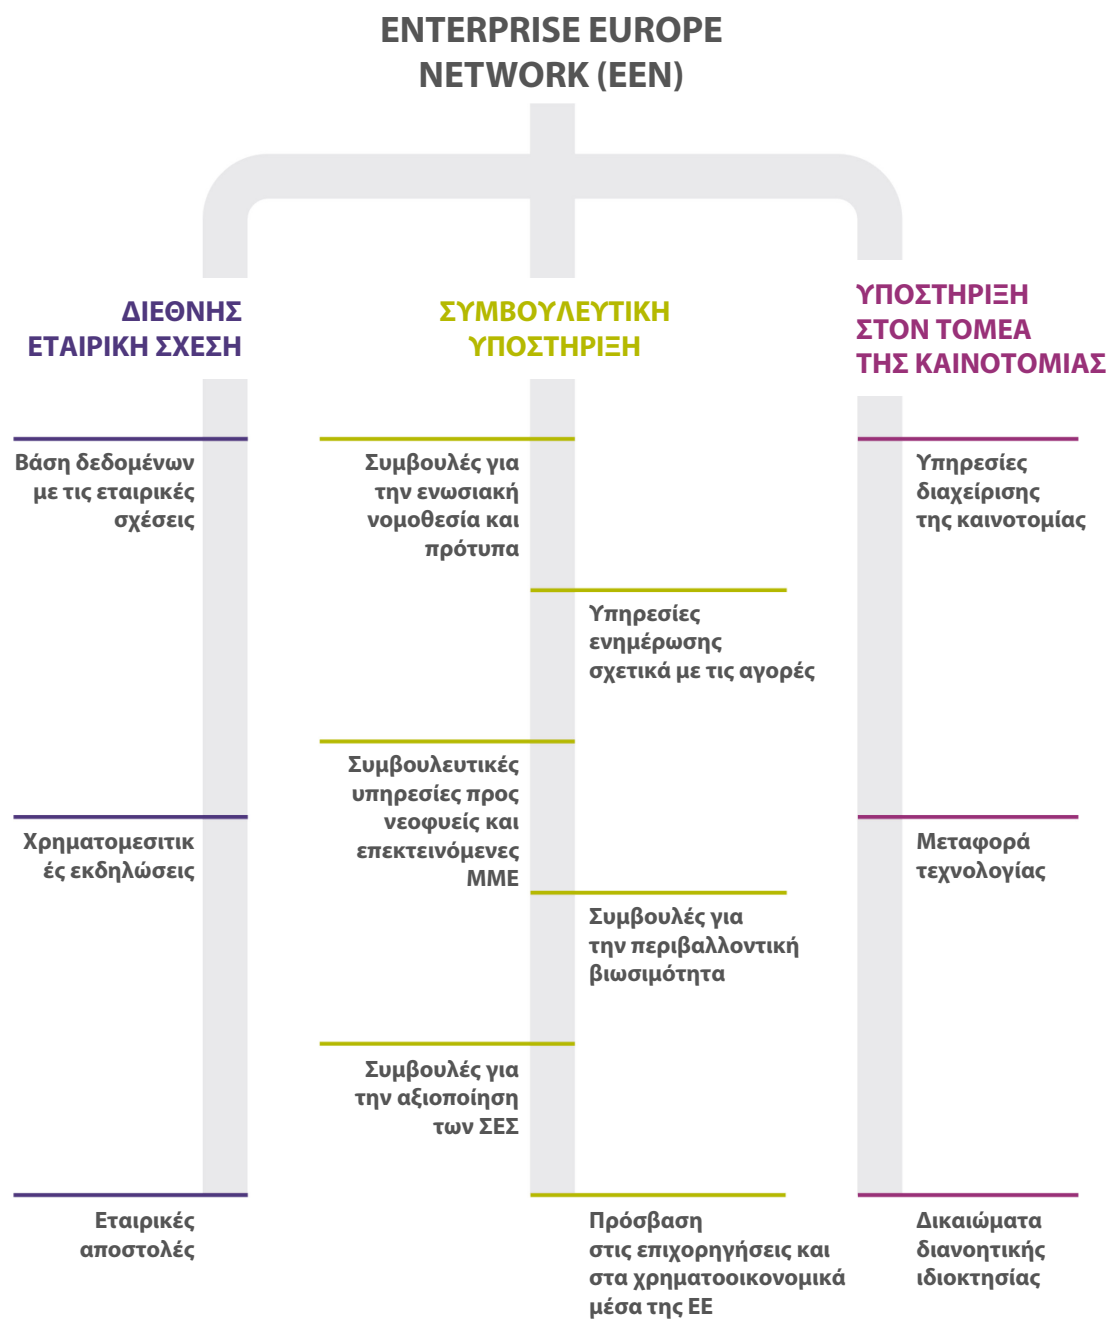 ENTERPRISE EUROPE
NETWORK (EEN)
ΔΙΕΘΝΗΣ
ΕΤΑΙΡΙΚΗ ΣΧΕΣΗ
Βάση δεδομένων
με τις εταιρικές
σχέσεις
Χρηματομεσιτικ
ές εκδηλώσεις
Εταιρικές
αποστολές
ΣΥΜΒΟΥΛΕΥΤΙΚΗ
ΥΠΟΣΤΗΡΙΞΗ
Συμβουλές για
την ενωσιακή
νομοθεσία και
πρότυπα
Υπηρεσίες
ενημέρωσης
σχετικά με τις αγορές
Συμβουλευτικές
υπηρεσίες προς
νεοφυείς και
επεκτεινόμενες
ΜΜΕ
Συμβουλές για
την περιβαλλοντική
βιωσιμότητα
Συμβουλές για
την αξιοποίηση
των ΣΕΣ
Πρόσβαση
στις επιχορηγήσεις και
στα χρηματοοικονομικά
μέσα της ΕΕ
ΥΠΟΣΤΗΡΙΞΗ
ΣΤΟΝ ΤΟΜΕΑ
ΤΗΣ ΚΑΙΝΟΤΟΜΙΑΣ
Υπηρεσίες
διαχείρισης
της καινοτομίας
Μεταφορά
τεχνολογίας
Δικαιώματα
διανοητικής
ιδιοκτησίας